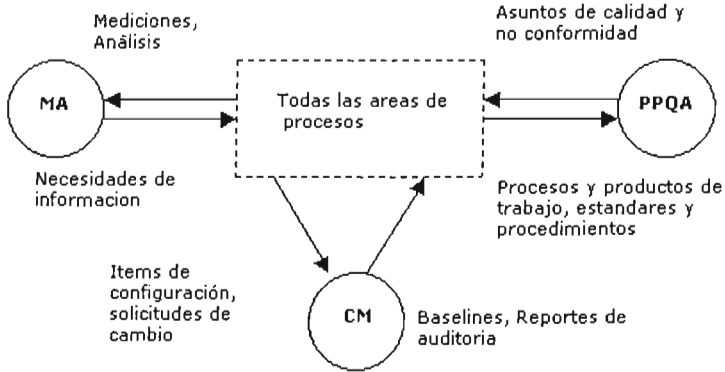 Mediciones,
Análisis
Asuntos de calidad y
no conformidad
MA
Todas las areas de
procesos
PPQA
Necesidades de
informacion
Procesos y productos de
trabajo, estandares y
procedimientos
Items de
configuración,
solicitudes de
cambio
CM
Baselines, Reportes de
auditoria